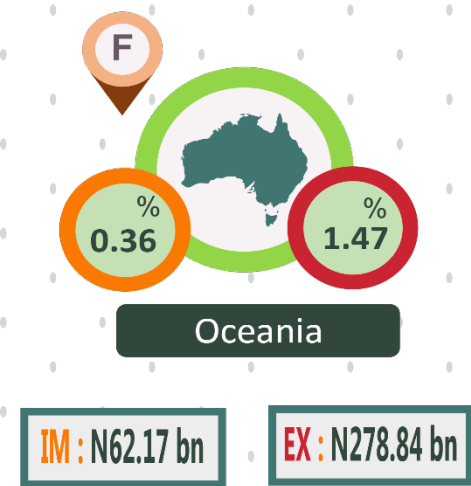 F
%
0.36
%
1.47
Oceania
IM : N62.17 bn
EX : N278.84 bn